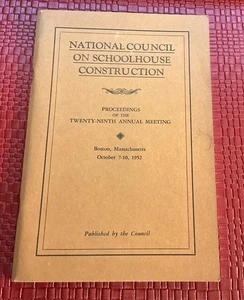 NATIONAL COUNCIL
ON SCHOOLHOUSE
CONSTRUCTION
PROCEEDINGS
OF THE
TWENTY-NINTH ANNUAL MEETING
Boston, Massachusetts
October 7-10, 1952
Published by the Council